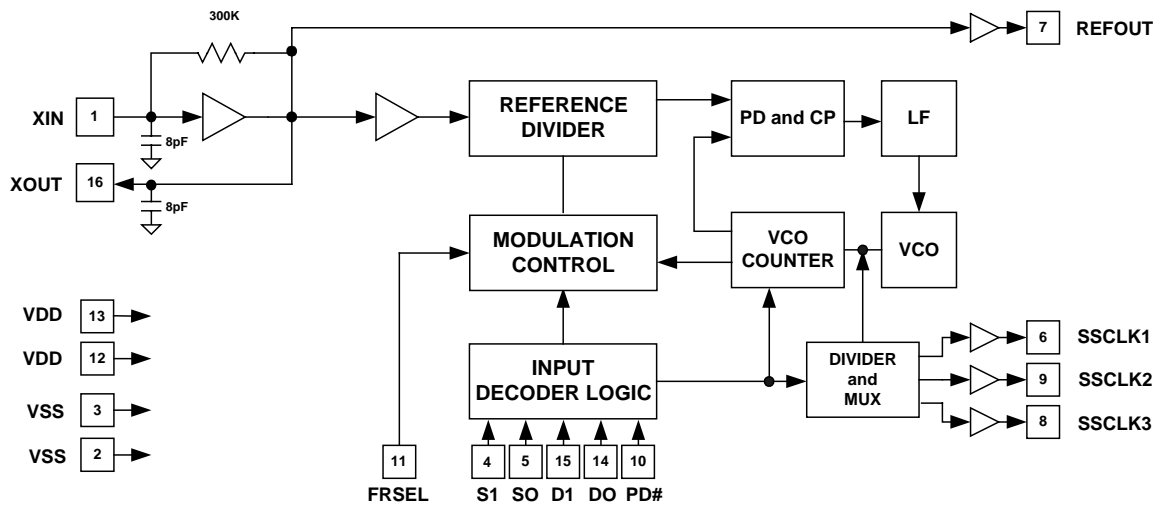 300K
7 REFOUT
XIN 1
8pF
REFERENCE
DIVIDER
PD and CP
LF
XOUT 16
8pF
MODULATION
CONTROL
VCO
COUNTER
VCO
VDD 13
VDD 12
VSS 3
VSS 2
INPUT
DECODER LOGIC
DIVIDER
and
MUX
6 SSCLK1
9 SSCLK2
8 SSCLK3
11 4 5 15 14 10
FRSEL S1 SO D1 DO PD#